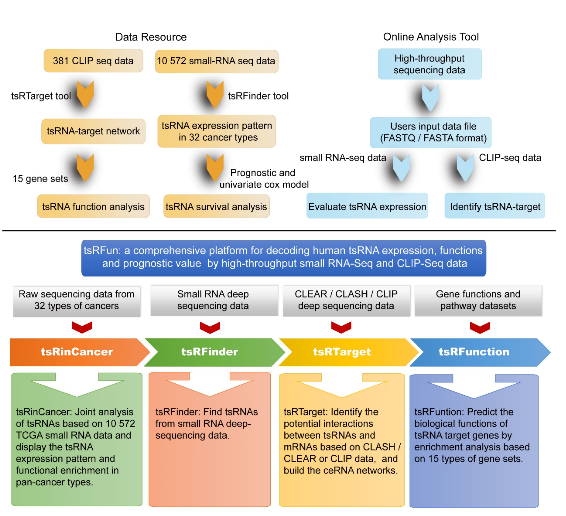 Data Resource
Online Analysis Tool
381 CLIP seq data
10 572 small-RNA seq data
High-throughput
sequencing data
tsRTarget tool
tsRFinder tool
tsRNA-target network
tsRNA expression pattern
in 32 cancer types
Users input data file
(FASTQ / FASTA format)
small RNA-seq data
CLIP-seq data
15 gene sets
Prognostic and
univariate cox model
tsRNA function analysis
tsRNA survival analysis
Evaluate tsRNA expression
Identify tsRNA-target
tsRFun: a comprehensive platform for decoding human tsRNA expression, functions
and prognostic value by high-throughput small RNA-Seq and CLIP-Seq data
Raw sequencing data from
32 types of cancers
Small RNA deep
sequencing data
CLEAR / CLASH / CLIP
deep sequencing data
Gene functions and
pathway datasets
tsRinCancer
tsRFinder
tsRTarget
tsRFunction
tsRinCancer: Joint analysis
of tsRNAs based on 10 572
TCGA small RNA data and
display the tsRNA
expression pattern and
functional enrichment in
pan-cancer types.
tsRFinder: Find tsRNAs
from small RNA deep-
sequencing data.
tsRTarget: Identify the
potential interactions
between tsRNAs and
mRNAs based on CLASH /
CLEAR or CLIP data, and
build the ceRNA networks.
tsRFuntion: Predict the
biological functions of
tsRNA target genes by
enrichment analysis based
on 15 types of gene sets.